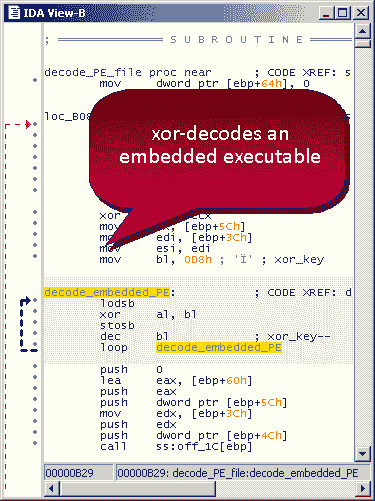 IDA View-B
; ═══════ S U B R O U T I N E ═══
decode_PE_file proc near ; CODE XREF: s
mov dword ptr [ebp+64h], 0
loc_B08
xor-decodes an
embedded executable
xor
mov [ebp+5Ch]
mov edi, [ebp+3Ch]
mov esi, edi
mov bl, 0D8h ; 'Ï' ; xor_key
decode_embedded_PE: ; CODE XREF: d
lodsb
xor al, bl
stosb
dec bl ; xor_key--
loop decode_embedded_PE
push 0
lea eax, [ebp+60h]
push eax
push dword ptr [ebp+5Ch]
mov edx, [ebp+3Ch]
push edx
push dword ptr [ebp+4Ch]
call ss:off_1C[ebp]
00000B29 00000B29: decode_PE_file:decode_embedded_PE